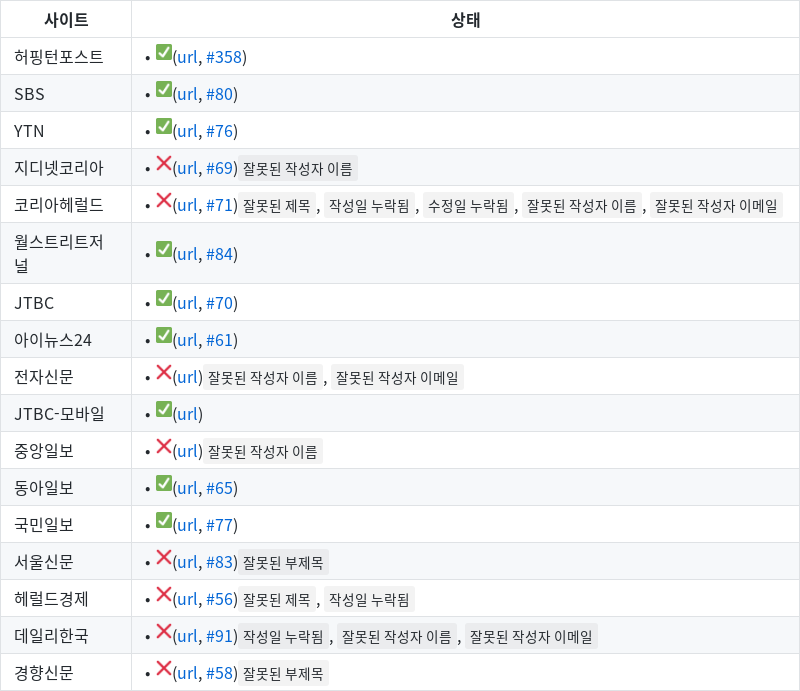 사이트 상태
허핑턴포스트 • ✅(url, #358)
SBS • ✅(url, #80)
YTN • ✅(url, #76)
지디넷코리아 • ❌(url, #69) 잘못된 작성자 이름
코리아헤럴드 • ❌(url, #71) 잘못된 제목 , 작성일 누락됨 , 수정일 누락됨 , 잘못된 작성자 이름 , 잘못된 작성자 이메일
월스트리트저
널 • ✅(url, #84)
JTBC • ✅(url, #70)
아이뉴스24 • ✅(url, #61)
전자신문 • ❌(url) 잘못된 작성자 이름 , 잘못된 작성자 이메일
JTBC-모바일 • ✅(url)
중앙일보 • ❌(url) 잘못된 작성자 이름
동아일보 • ✅(url, #65)
국민일보 • ✅(url, #77)
서울신문 • ❌(url, #83) 잘못된 부제목
헤럴드경제 • ❌(url, #56) 잘못된 제목 , 작성일 누락됨
데일리한국 • ❌(url, #91) 작성일 누락됨 , 잘못된 작성자 이름 , 잘못된 작성자 이메일
경향신문 • ❌(url, #58) 잘못된 부제목